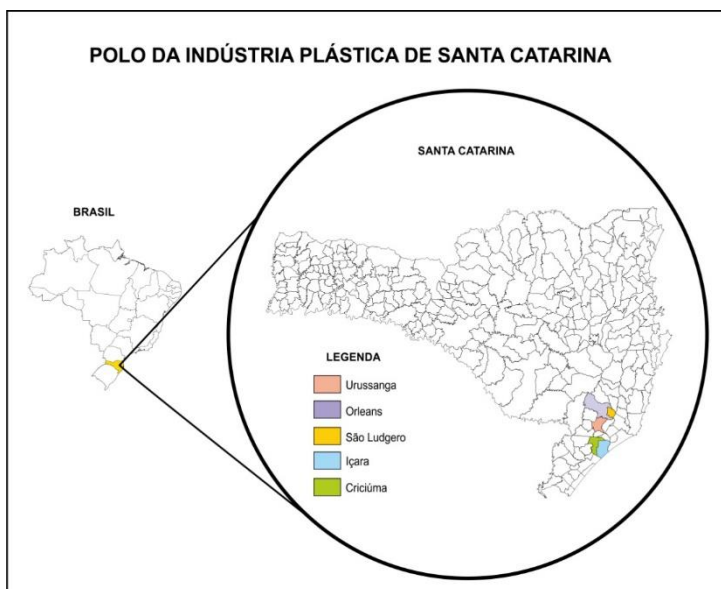 POLO DA INDÚSTRIA PLÁSTICA DE SANTA CATARINA
SANTA CATARINA
BRASIL
LEGENDA
Urussanga
Orleans
São Ludgero
Içara
Criciúma